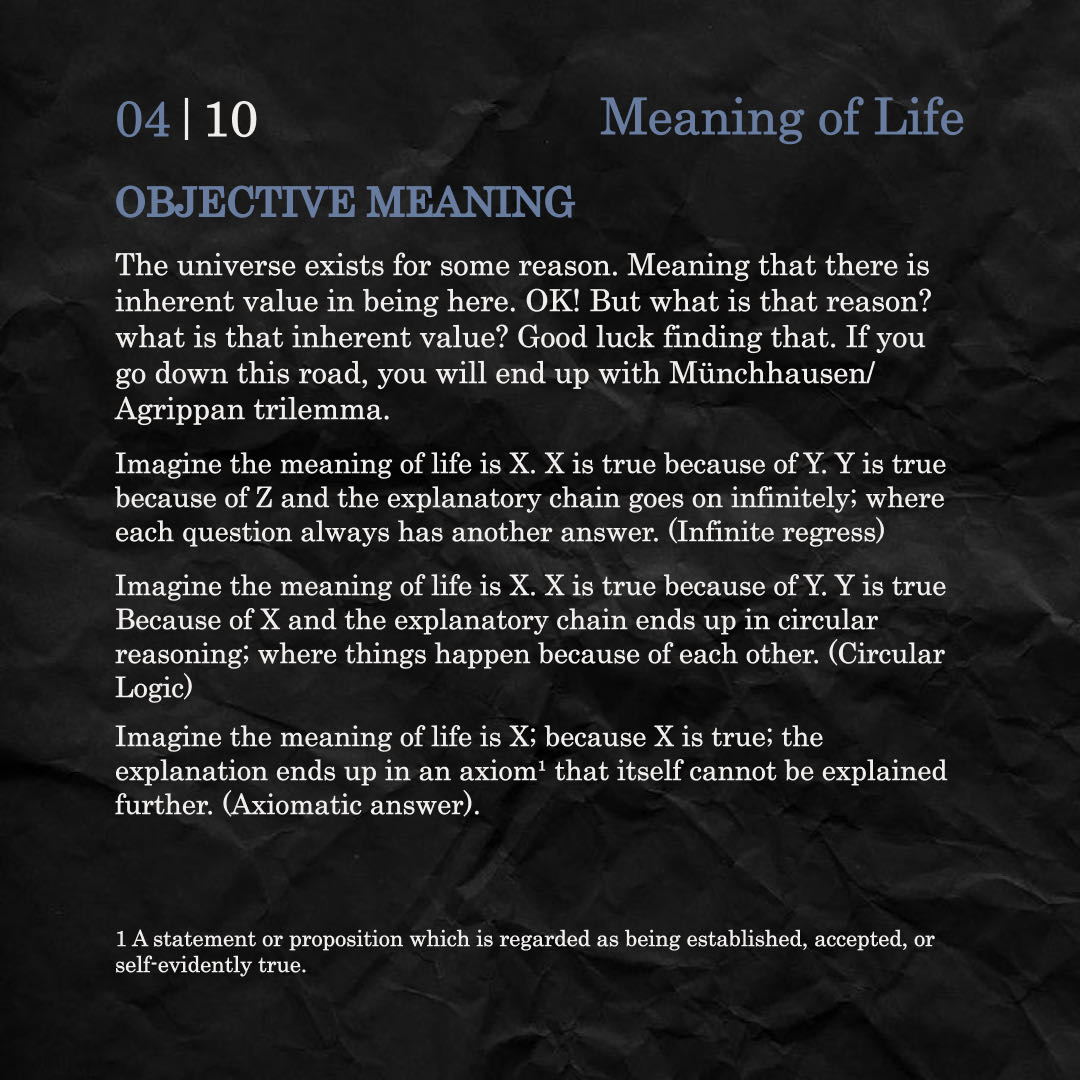 04 | 10
Meaning of Life
OBJECTIVE MEANING
The universe exists for some reason. Meaning that there is
inherent value in being here. OK! But what is that reason?
what is that inherent value? Good luck finding that. If you
go down this road, you will end up with Münchhausen/
Agrippan trilemma.
Imagine the meaning of life is X. X is true because of Y. Y is true
because of Z and the explanatory chain goes on infinitely; where
each question always has another answer. (Infinite regress)
Imagine the meaning of life is X. X is true because of Y. Y is true
Because of X and the explanatory chain ends up in circular
reasoning; where things happen because of each other. (Circular
Logic)
Imagine the meaning of life is X; because X is true; the
explanation ends up in an axiom¹ that itself cannot be explained
further. (Axiomatic answer).
1 A statement or proposition which is regarded as being established, accepted, or
self-evidently true.